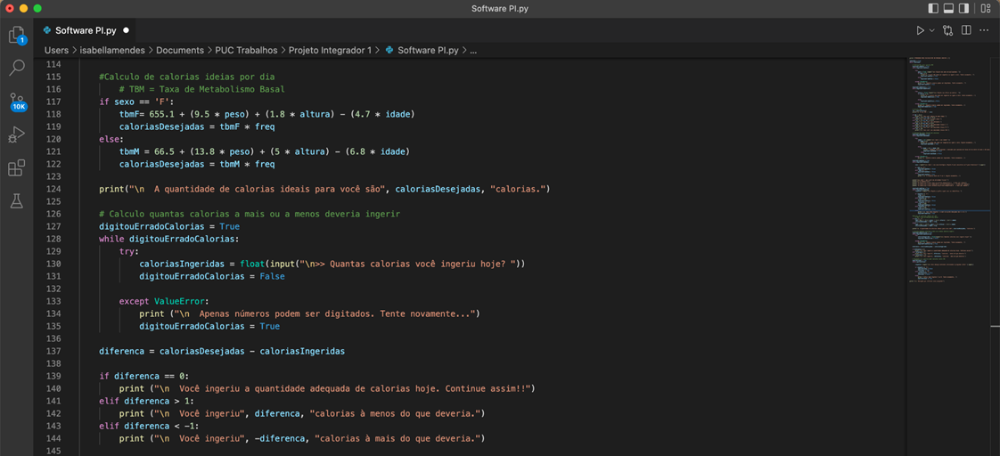 Software PI.py
Software PI.py
1
10K
Users > isabellamendes > Documents > PUC Trabalhos > Projeto Integrador 1 > Software PI.py > ...
114
115 #Calculo de calorias ideias por dia
116 # TBM = Taxa de Metabolismo Basal
117 if sexo == 'F':
118 tbmF= 655.1 + (9.5 * peso) + (1.8 * altura) - (4.7 * idade)
119 caloriasDesejadas = tbmF * freq
120 else:
121 tbmM = 66.5 + (13.8 * peso) + (5 * altura) - (6.8 * idade)
122 caloriasDesejadas = tbmM * freq
123
124 print("\n  A quantidade de calorias ideais para você são", caloriasDesejadas, "calorias.")
125
126 # Calculo quantas calorias a mais ou a menos deveria ingerir
127 digitouErradoCalorias = True
128 while digitouErradoCalorias:
129 try:
130 caloriasIngeridas = float(input("\n>> Quantas calorias você ingeriu hoje? "))
131 digitouErradoCalorias = False
132
133 except ValueError:
134 print ("\n  Apenas números podem ser digitados. Tente novamente...")
135 digitouErradoCalorias = True
136
137 diferenca = caloriasDesejadas - caloriasIngeridas
138
139 if diferenca == 0:
140 print ("\n  Você ingeriu a quantidade adequada de calorias hoje. Continue assim!!")
141 elif diferenca > 1:
142 print ("\n  Você ingeriu", diferenca, "calorias à menos do que deveria.")
143 elif diferenca < -1:
144 print ("\n  Você ingeriu", -diferenca, "calorias à mais do que deveria.")
145